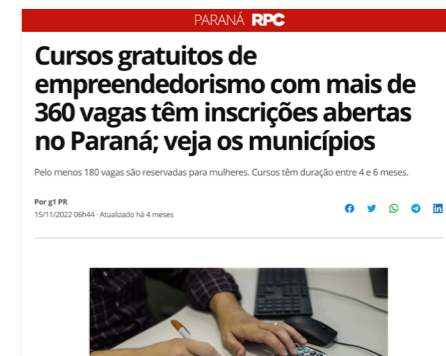 PARANÁ RPC
Cursos gratuitos de
empreendedorismo com mais de
360 vagas têm inscrições abertas
no Paraná; veja os municípios
Pelo menos 180 vagas são reservadas para mulheres. Cursos têm duração entre 4 e 6 meses.
Por g1 PR
15/11/2022 06h44 · Atualizado há 4 meses